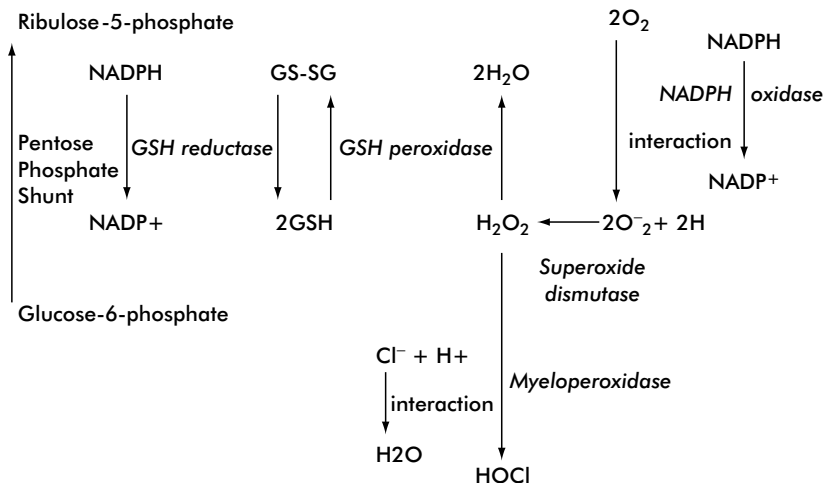 Ribulose-5-phosphate
2O₂
NADPH
NADPH
GS-SG
2H₂O
NADPH oxidase
Pentose
Phosphate
Shunt
GSH reductase
GSH peroxidase
interaction
NADP⁺
NADP+
2GSH
H₂O₂
2O⁻₂+ 2H
Superoxide
dismutase
Glucose-6-phosphate
Cl⁻ + H+
Myeloperoxidase
interaction
H2O
HOCl